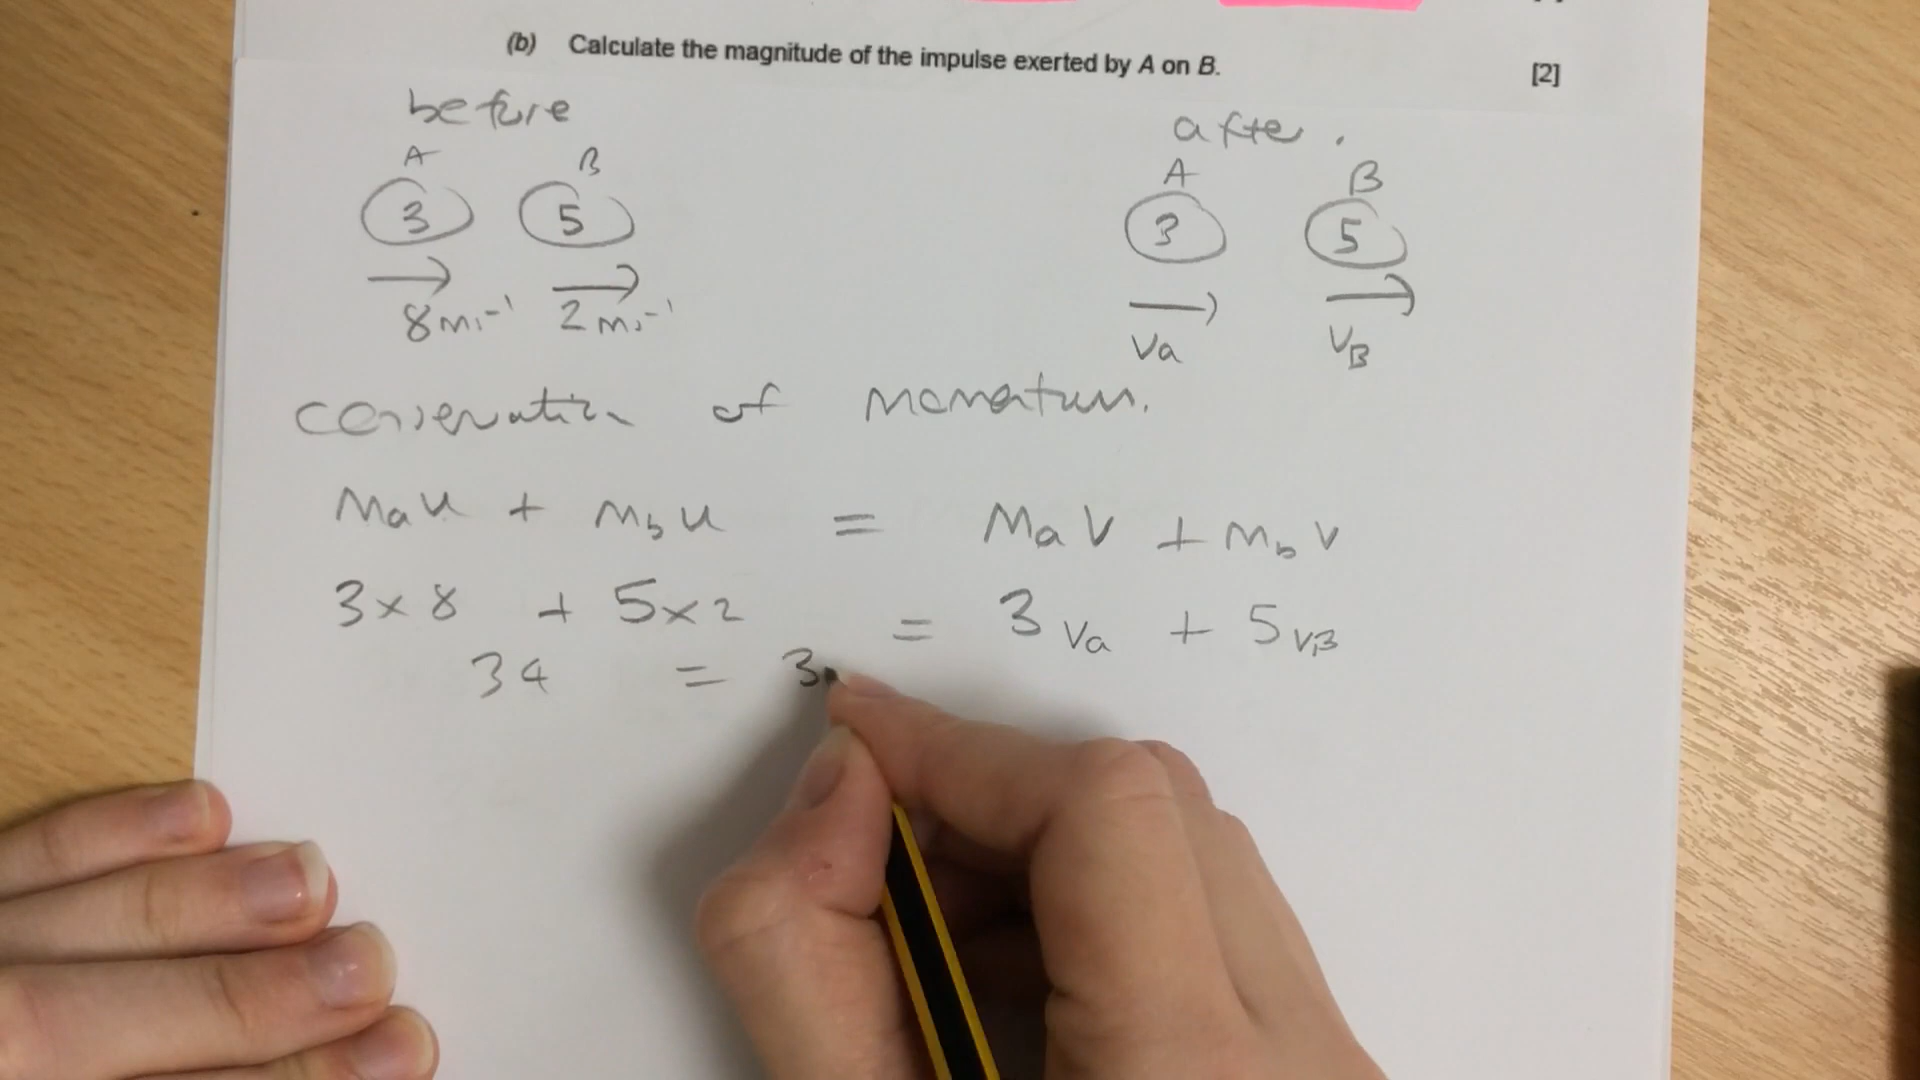 (b) Calculate the magnitude of the impulse exerted by A on B. [2]
before after.
A B A B
3 5 3 5
8ms⁻¹ 2ms⁻¹ Va VB
conservation of momentum.
Mau + mbu = MaV + mbV
3×8 + 5×2 = 3Va + 5VB
34 = 3